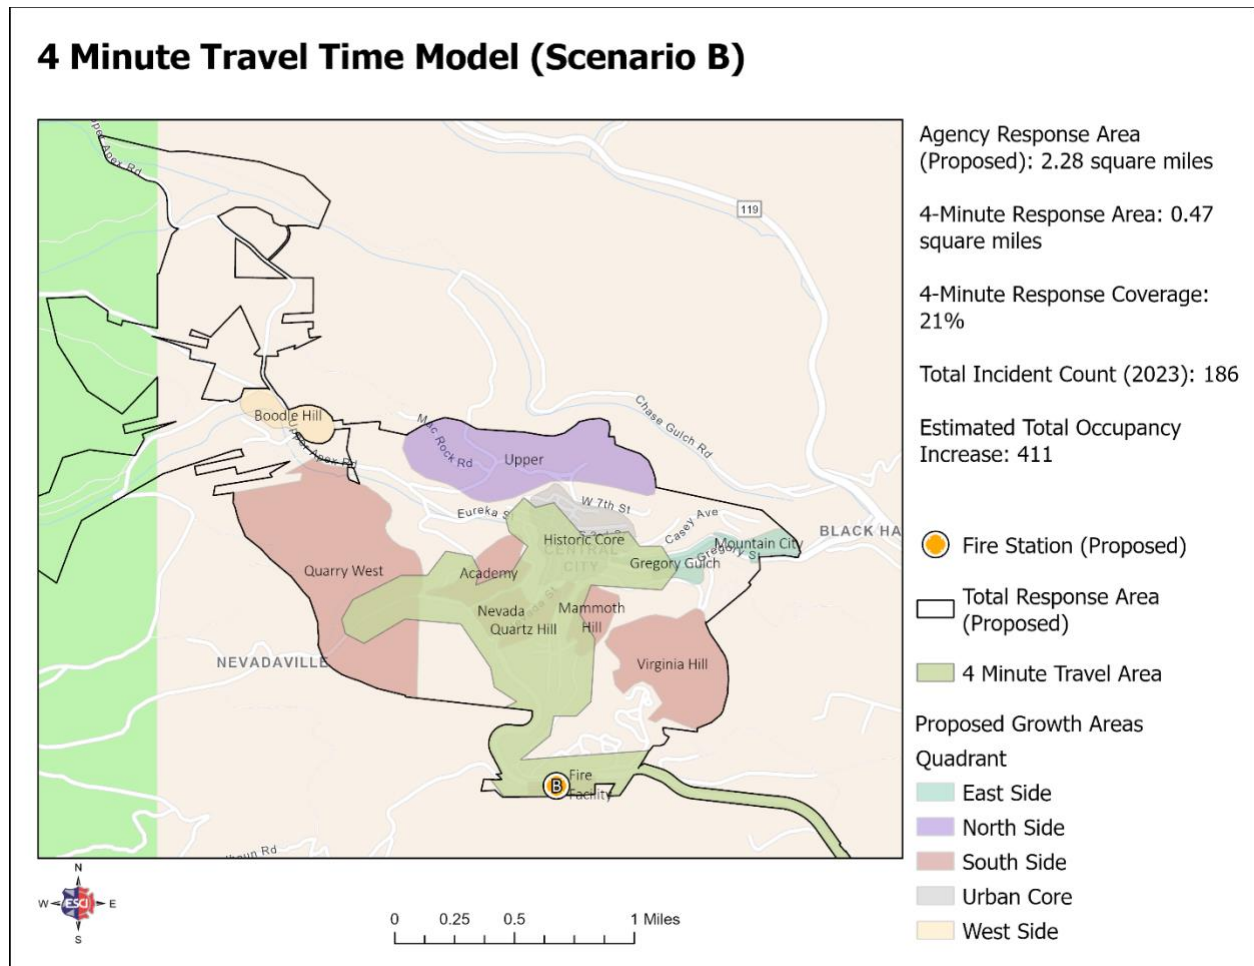 4 Minute Travel Time Model (Scenario B)
Agency Response Area
(Proposed): 2.28 square miles
4-Minute Response Area: 0.47
square miles
4-Minute Response Coverage:
21%
Total Incident Count (2023): 186
Estimated Total Occupancy
Increase: 411
Fire Station (Proposed)
Total Response Area
(Proposed)
4 Minute Travel Area
Proposed Growth Areas
Quadrant
East Side
North Side
South Side
Urban Core
West Side
Apex Rd
119
Boodle Hill
Upper Apex Rd
Mac Rock Rd
Upper
Chase Gulch Rd
W 7th St
Eureka S
Casey Ave
BLACK HA
Historic Core
CENTRAL
CITY
Mountain City
Gregory St
Gregory Gulch
Quarry West
Academy
Nevada
Quartz Hill
Mammoth
Hill
Virginia Hill
NEVADAVILLE
B
Fire
Facility
oun Rd
N
W
ESCI
E
S
0
0.25
0.5
1 Miles